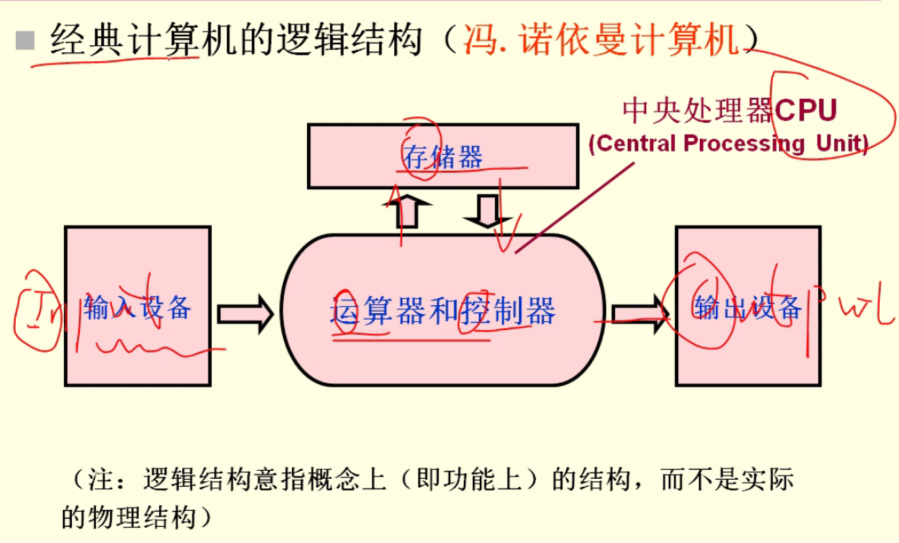 经典计算机的逻辑结构（冯.诺依曼计算机）
中央处理器CPU
(Central Processing Unit)
存储器
输入设备
Input
运算器和控制器
输出设备
Output
（注：逻辑结构意指概念上（即功能上）的结构，而不是实际
的物理结构）